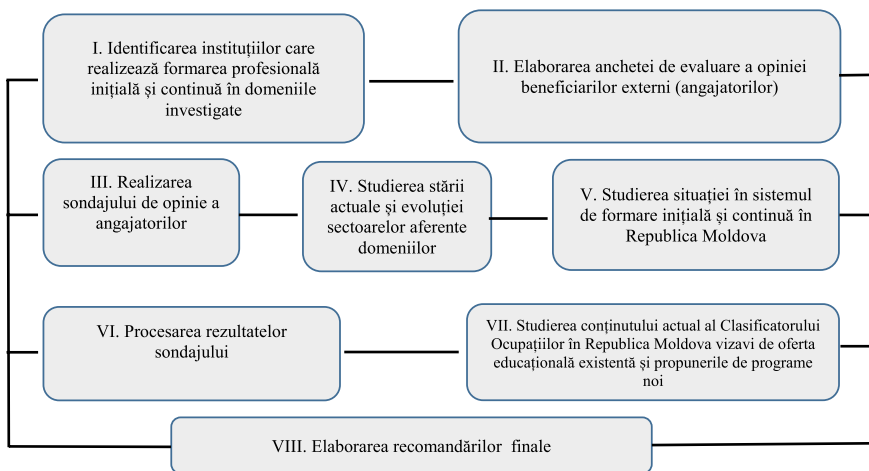 I. Identificarea instituțiilor care
realizează formarea profesională
inițială și continuă în domeniile
investigate
II. Elaborarea anchetei de evaluare a opiniei
beneficiarilor externi (angajatorilor)
III. Realizarea
sondajului de opinie a
angajatorilor
IV. Studierea stării
actuale și evoluției
sectoarelor aferente
domeniilor
V. Studierea situației în sistemul
de formare inițială și continuă în
Republica Moldova
VI. Procesarea rezultatelor
sondajului
VII. Studierea conținutului actual al Clasificatorului
Ocupațiilor în Republica Moldova vizavi de oferta
educațională existentă și propunerile de programe
noi
VIII. Elaborarea recomandărilor finale